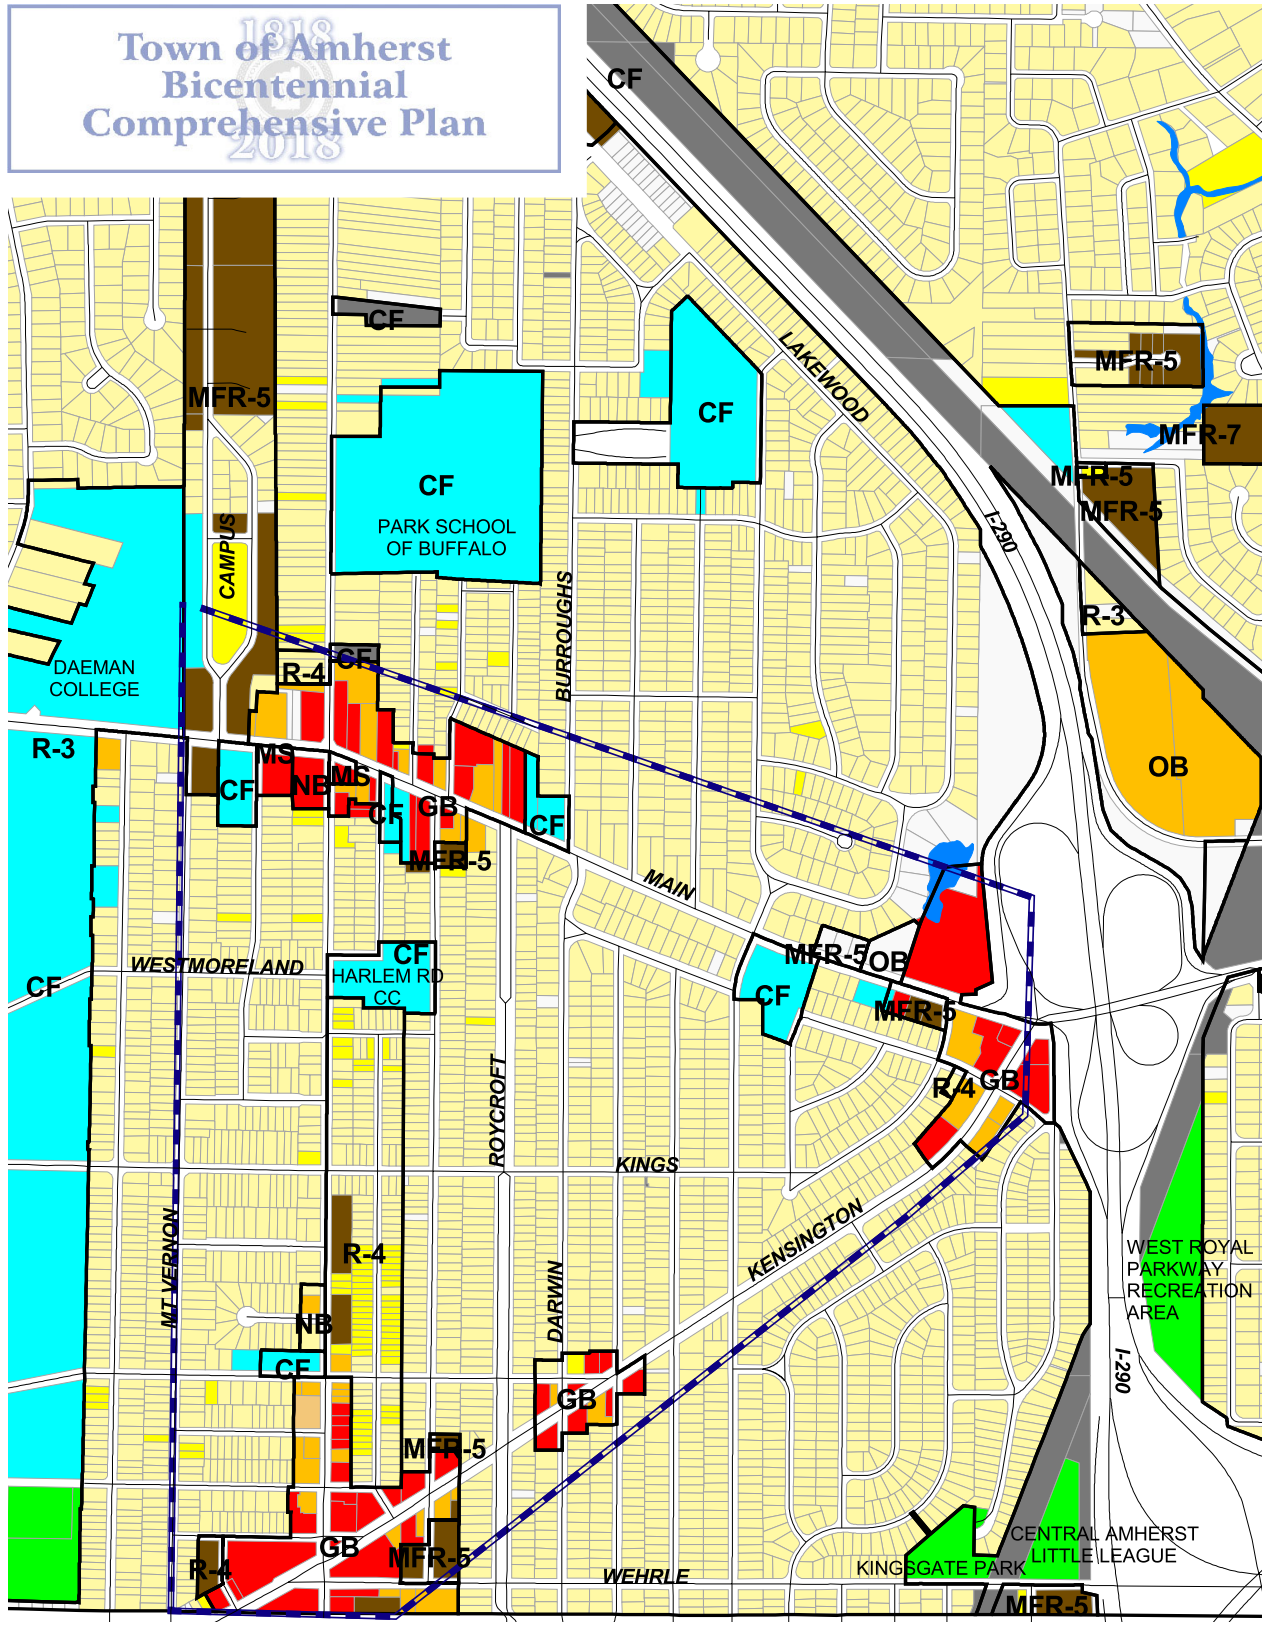 1818
Town of Amherst
Bicentennial
Comprehensive Plan
2018
CF
CF
LAKEWOOD
MFR-5
MFR-5
CF
MFR-7
CF
PARK SCHOOL
OF BUFFALO
MFR-5
MFR-5
I-290
CAMPUS
BURROUGHS
R-3
DAEMAN
COLLEGE
R-4
CF
R-3
MS
NB
MS
CF
CF
GB
CF
MFR-5
OB
MAIN
MFR-5
OB
WESTMORELAND
CF
HARLEM RD
CC
CF
CF
MFR-5
R-4
GB
ROYCROFT
KINGS
MT VERNON
R-4
KENSINGTON
WEST ROYAL
PARKWAY
RECREATION
AREA
NB
DARWIN
CF
I-290
GB
MFR-5
GB
MFR-5
R-4
WEHRLE
KINGSGATE PARK
CENTRAL AMHERST
LITTLE LEAGUE
MFR-5